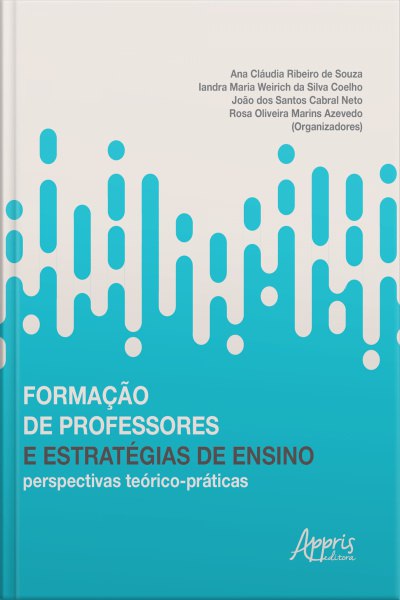 Ana Cláudia Ribeiro de Souza
Iandra Maria Weirich da Silva Coelho
João dos Santos Cabral Neto
Rosa Oliveira Marins Azevedo
(Organizadores)
FORMAÇÃO
DE PROFESSORES
E ESTRATÉGIAS DE ENSINO
perspectivas teórico-práticas
Appris
editora